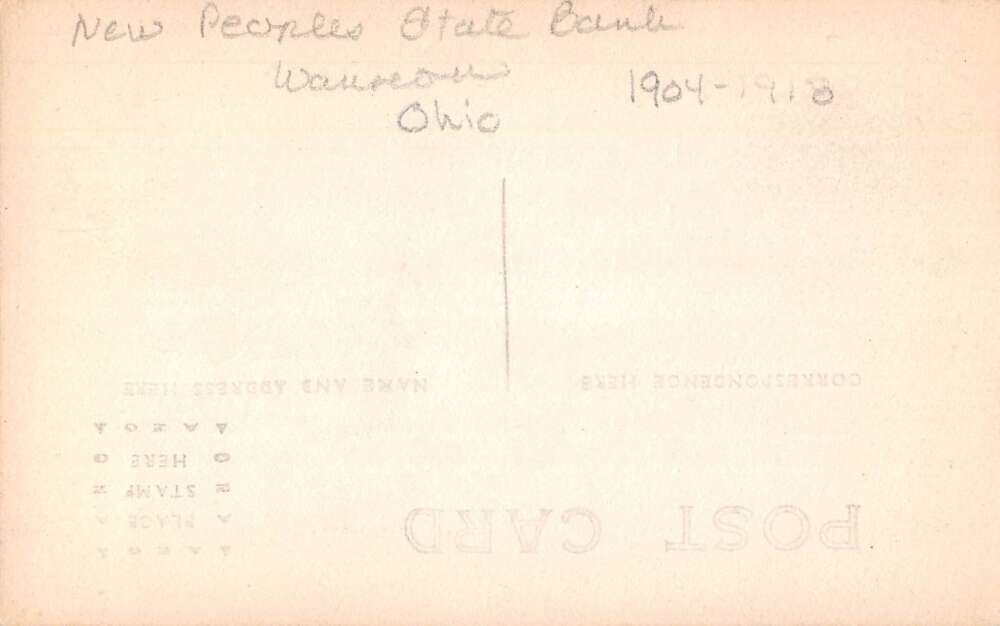 New Peoples State Bank
Wauseon 1904-1918
Ohio
CORRESPONDENCE HERE
NAME AND ADDRESS HERE
POST CARD
PLACE
STAMP
HERE